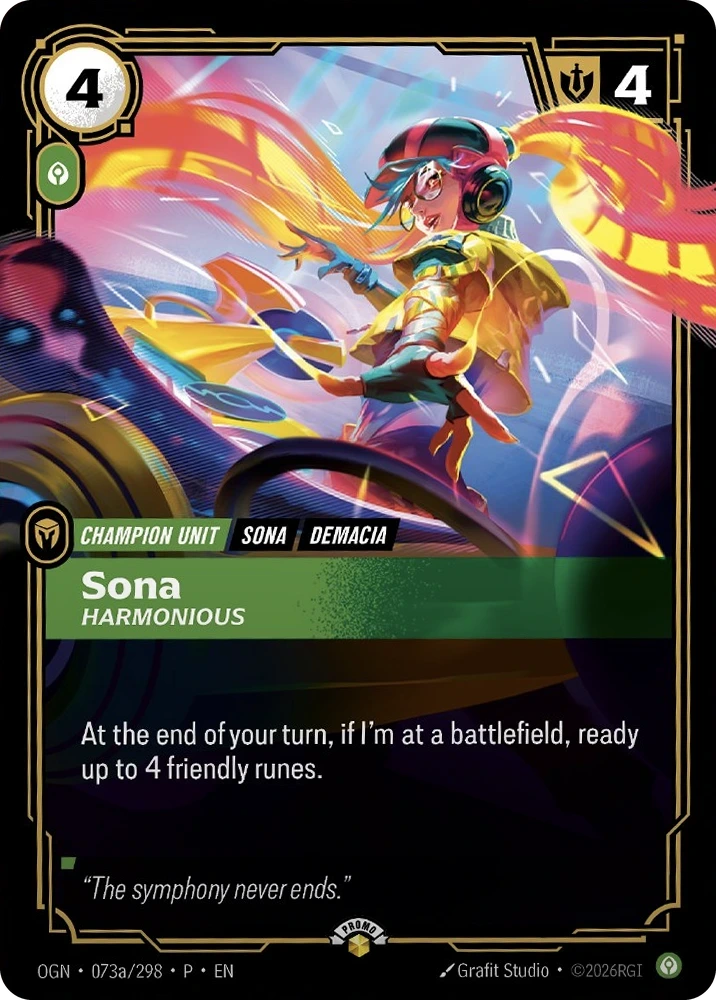 4
4
CHAMPION UNIT SONA DEMACIA
Sona
HARMONIOUS
At the end of your turn, if I'm at a battlefield, ready
up to 4 friendly runes.
“The symphony never ends.”
PROMO
OGN • 073a/298 • P • EN
Grafit Studio • ©2026RGI